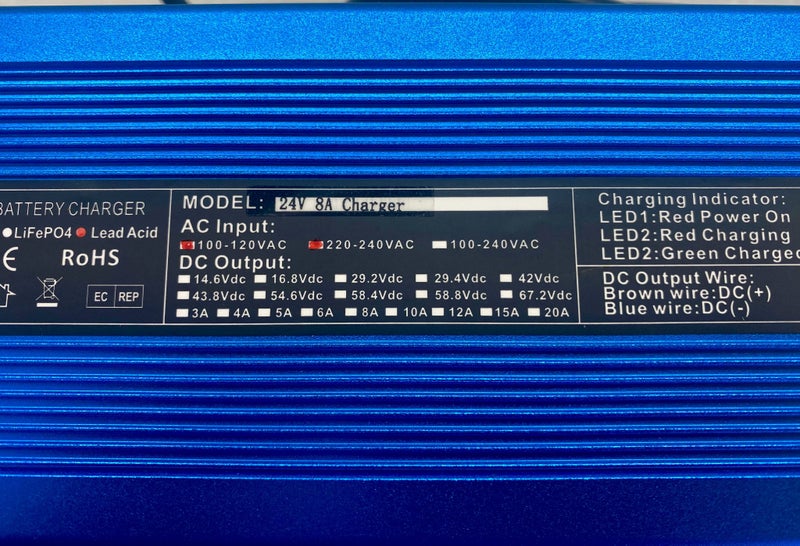 BATTERY CHARGER
LiFePO4 Lead Acid
CE RoHS
EC REP
MODEL: 24V 8A Charger
AC Input:
100-120VAC 220-240VAC 100-240VAC
DC Output:
14.6Vdc 16.8Vdc 29.2Vdc 29.4Vdc 42Vdc
43.8Vdc 54.6Vdc 58.4Vdc 58.8Vdc 67.2Vdc
3A 4A 5A 6A 8A 10A 12A 15A 20A
Charging Indicator:
LED1:Red Power On
LED2:Red Charging
LED2:Green Charged
DC Output Wire:
Brown wire:DC(+)
Blue wire:DC(-)